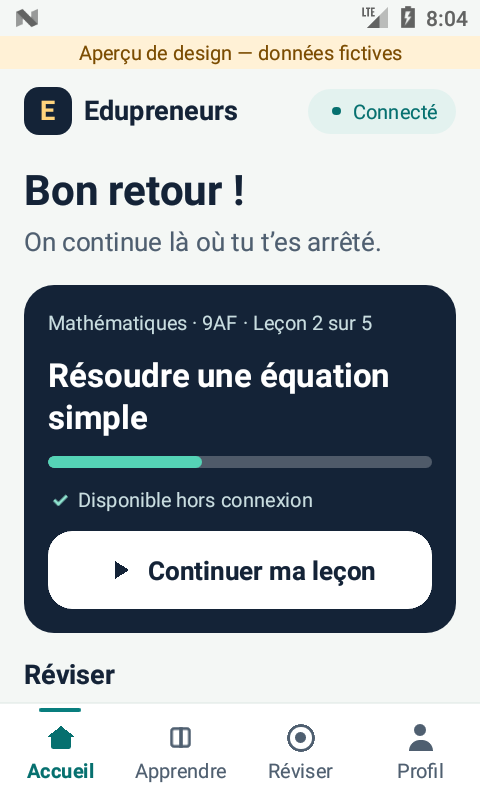 LTE 8:04
Aperçu de design — données fictives
E Edupreneurs
Connecté
Bon retour !
On continue là où tu t’es arrêté.
Mathématiques · 9AF · Leçon 2 sur 5
Résoudre une équation
simple
Disponible hors connexion
Continuer ma leçon
Réviser
Accueil Apprendre Réviser Profil